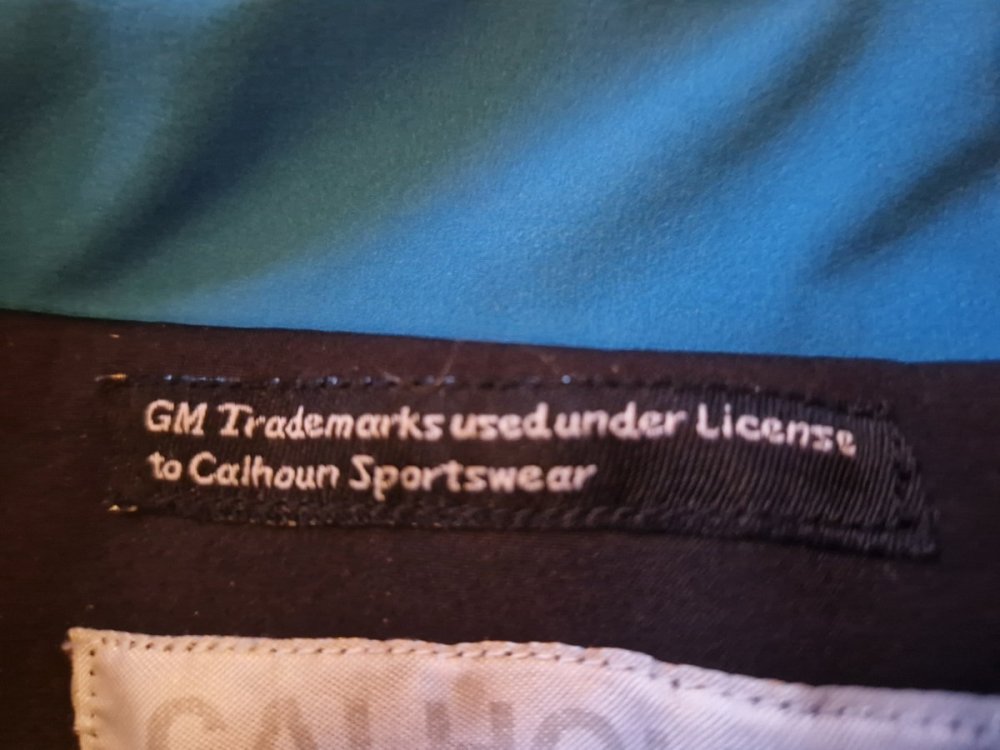 GM Trademarks used under License
to Calhoun Sportswear